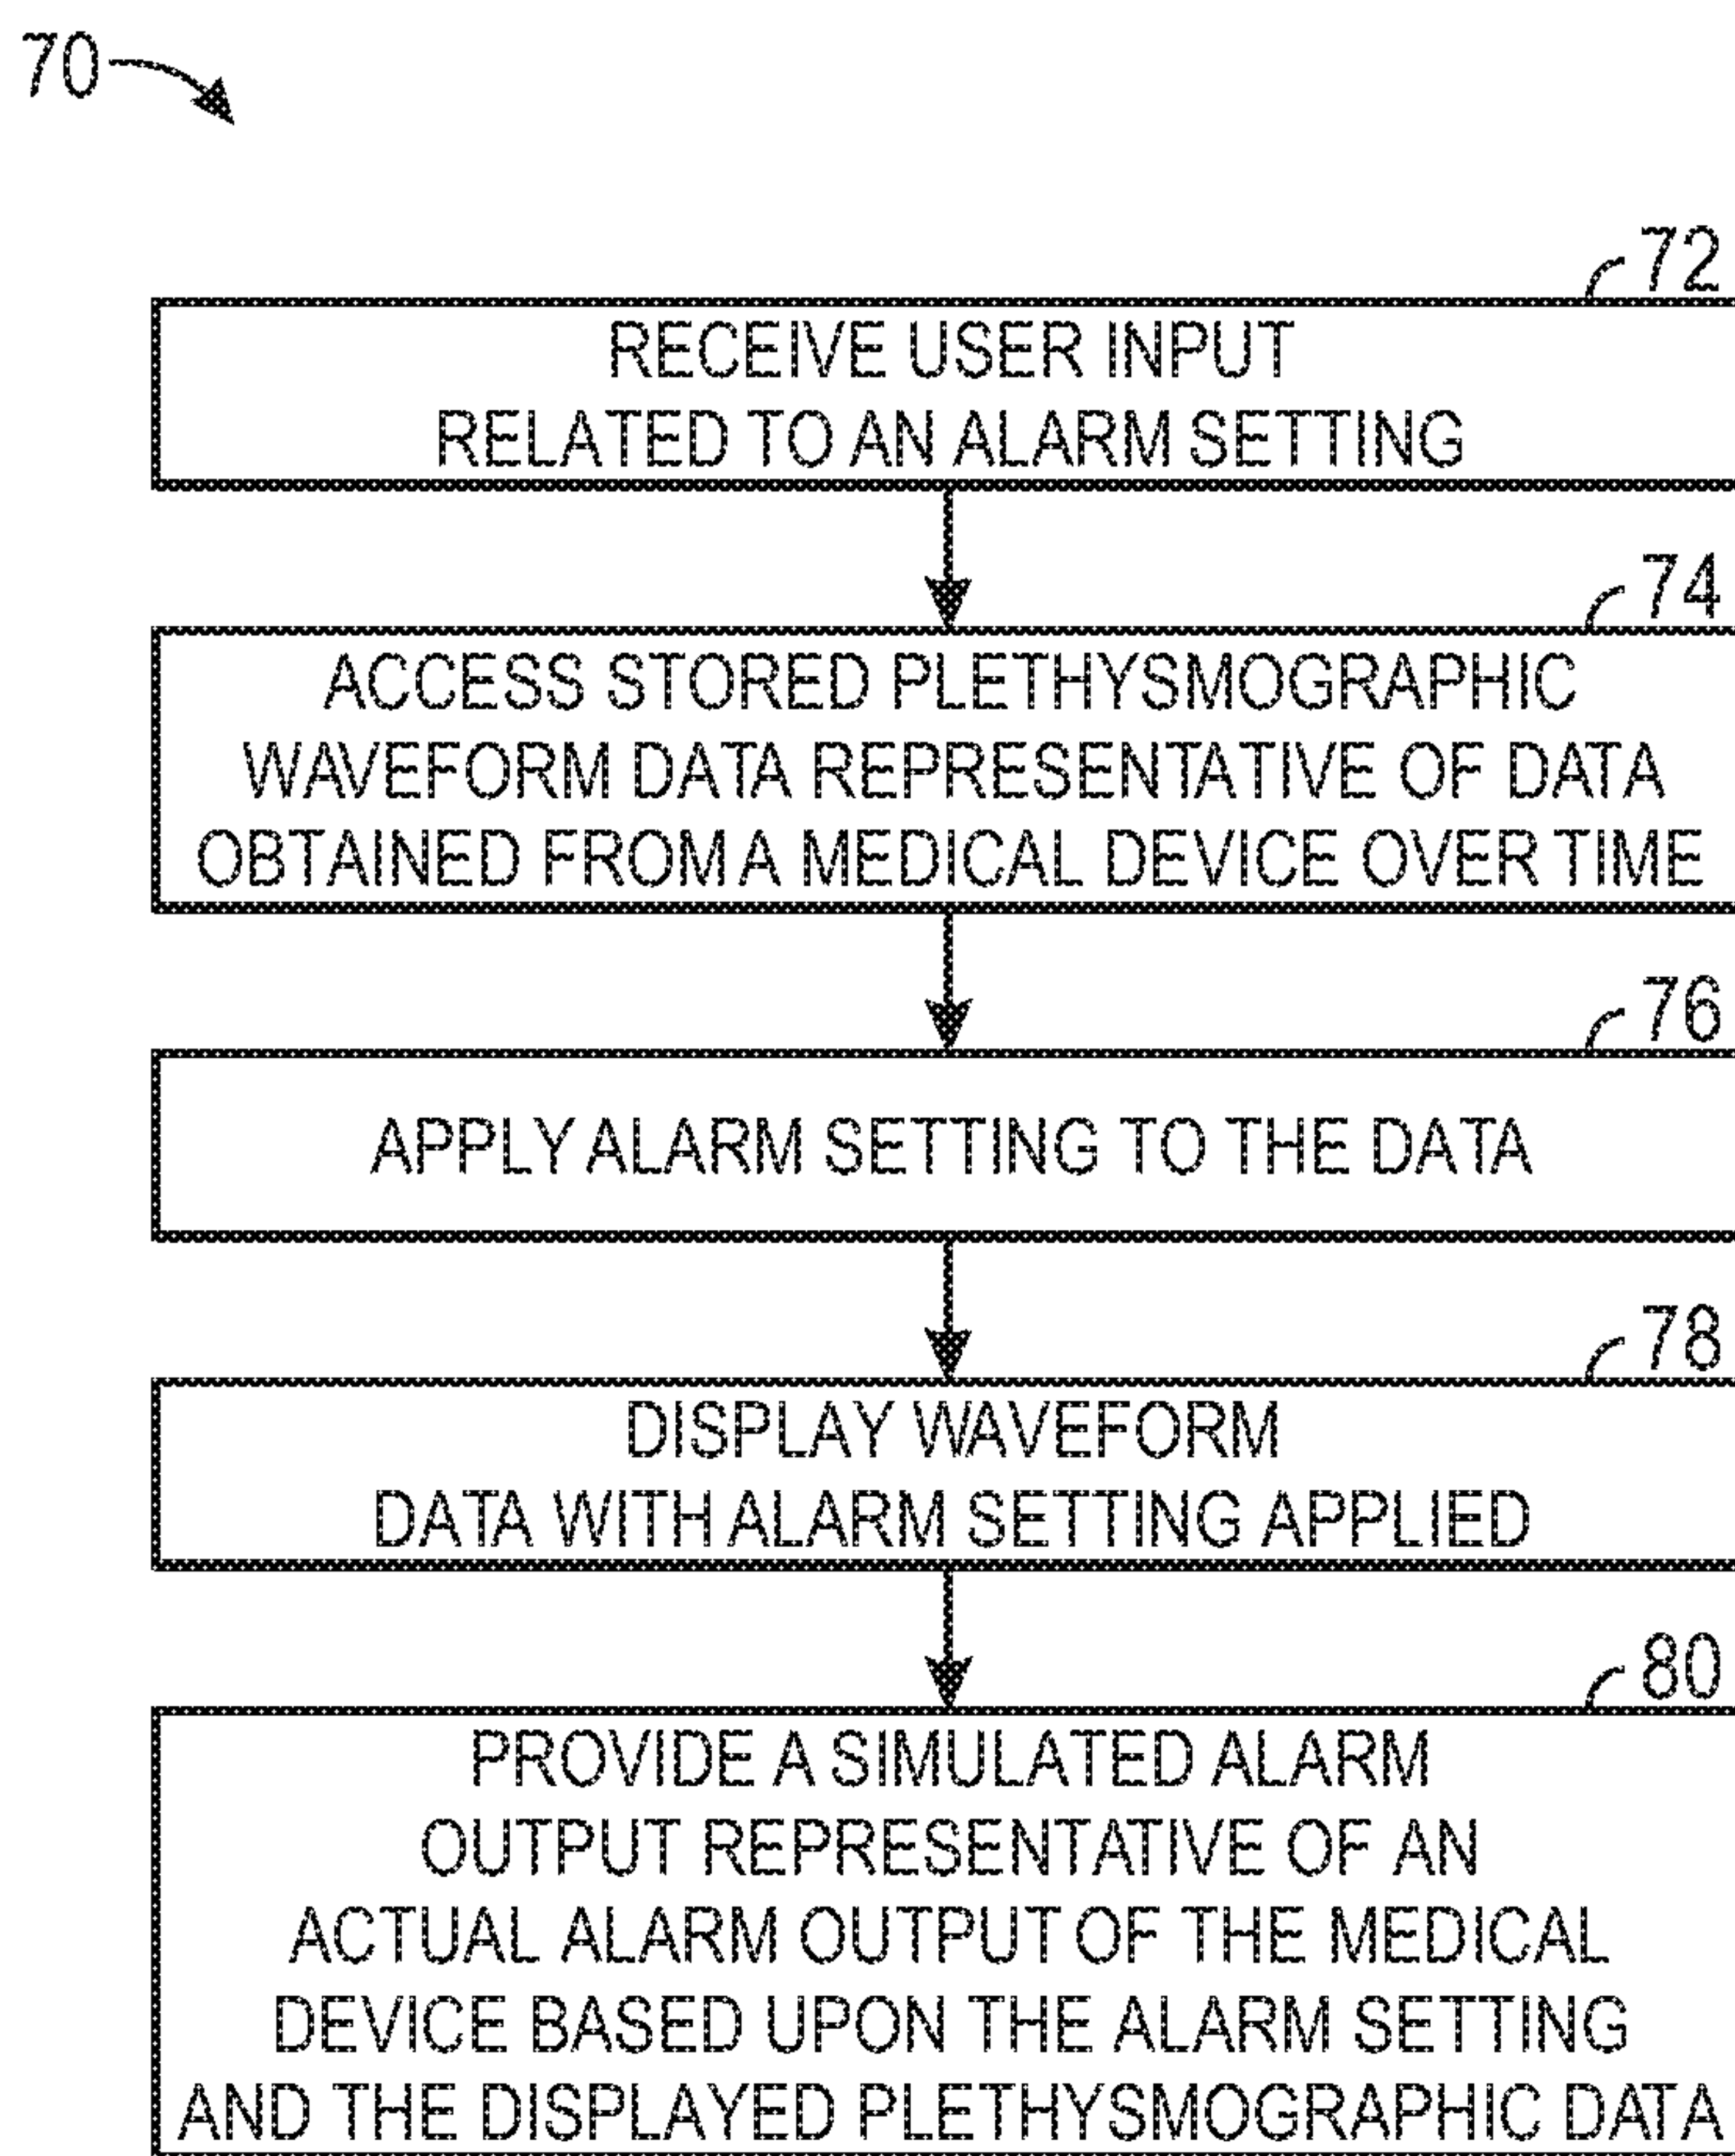 70
72
RECEIVE USER INPUT
RELATED TO AN ALARM SETTING
74
ACCESS STORED PLETHYSMOGRAPHIC
WAVEFORM DATA REPRESENTATIVE OF DATA
OBTAINED FROM A MEDICAL DEVICE OVER TIME
76
APPLY ALARM SETTING TO THE DATA
78
DISPLAY WAVEFORM
DATA WITH ALARM SETTING APPLIED
80
PROVIDE A SIMULATED ALARM
OUTPUT REPRESENTATIVE OF AN
ACTUAL ALARM OUTPUT OF THE MEDICAL
DEVICE BASED UPON THE ALARM SETTING
AND THE DISPLAYED PLETHYSMOGRAPHIC DATA